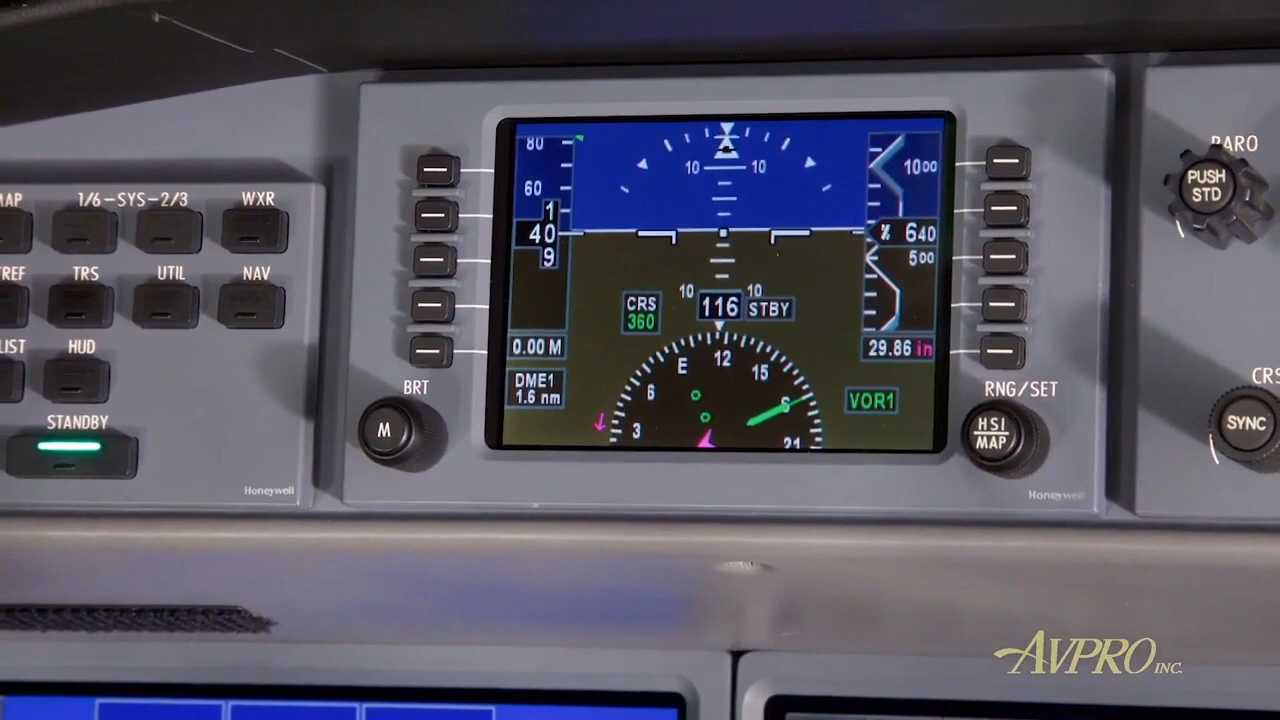 MAP
1/6-SYS-2/3
WXR
TRS
UTIL
NAV
LIST
HUD
STANDBY
Honeywell
BRT
M
80
60
1
40
9
0.00 M
DME1
1.6 nm
10 10
10 10
CRS
360
116
STBY
3
6
E
12
15
S
21
1000
640
500
29.86 in
VOR1
RNG/SET
HSI
MAP
Honeywell
BARO
PUSH
STD
CRS
SYNC
AVPRO INC.